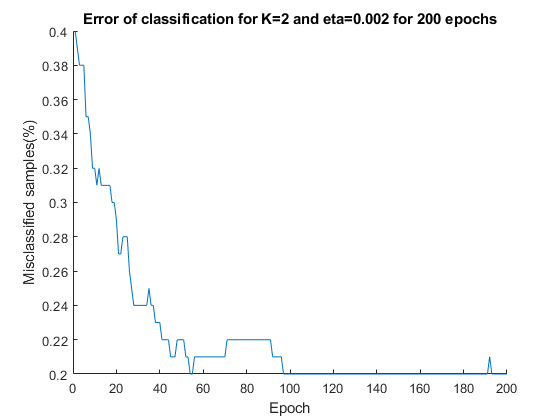 Error of classification for K=2 and eta=0.002 for 200 epochs
0.4
0.38
0.36
0.34
0.32
0.3
0.28
0.26
0.24
0.22
0.2
Misclassified samples(%)
0 20 40 60 80 100 120 140 160 180 200
Epoch